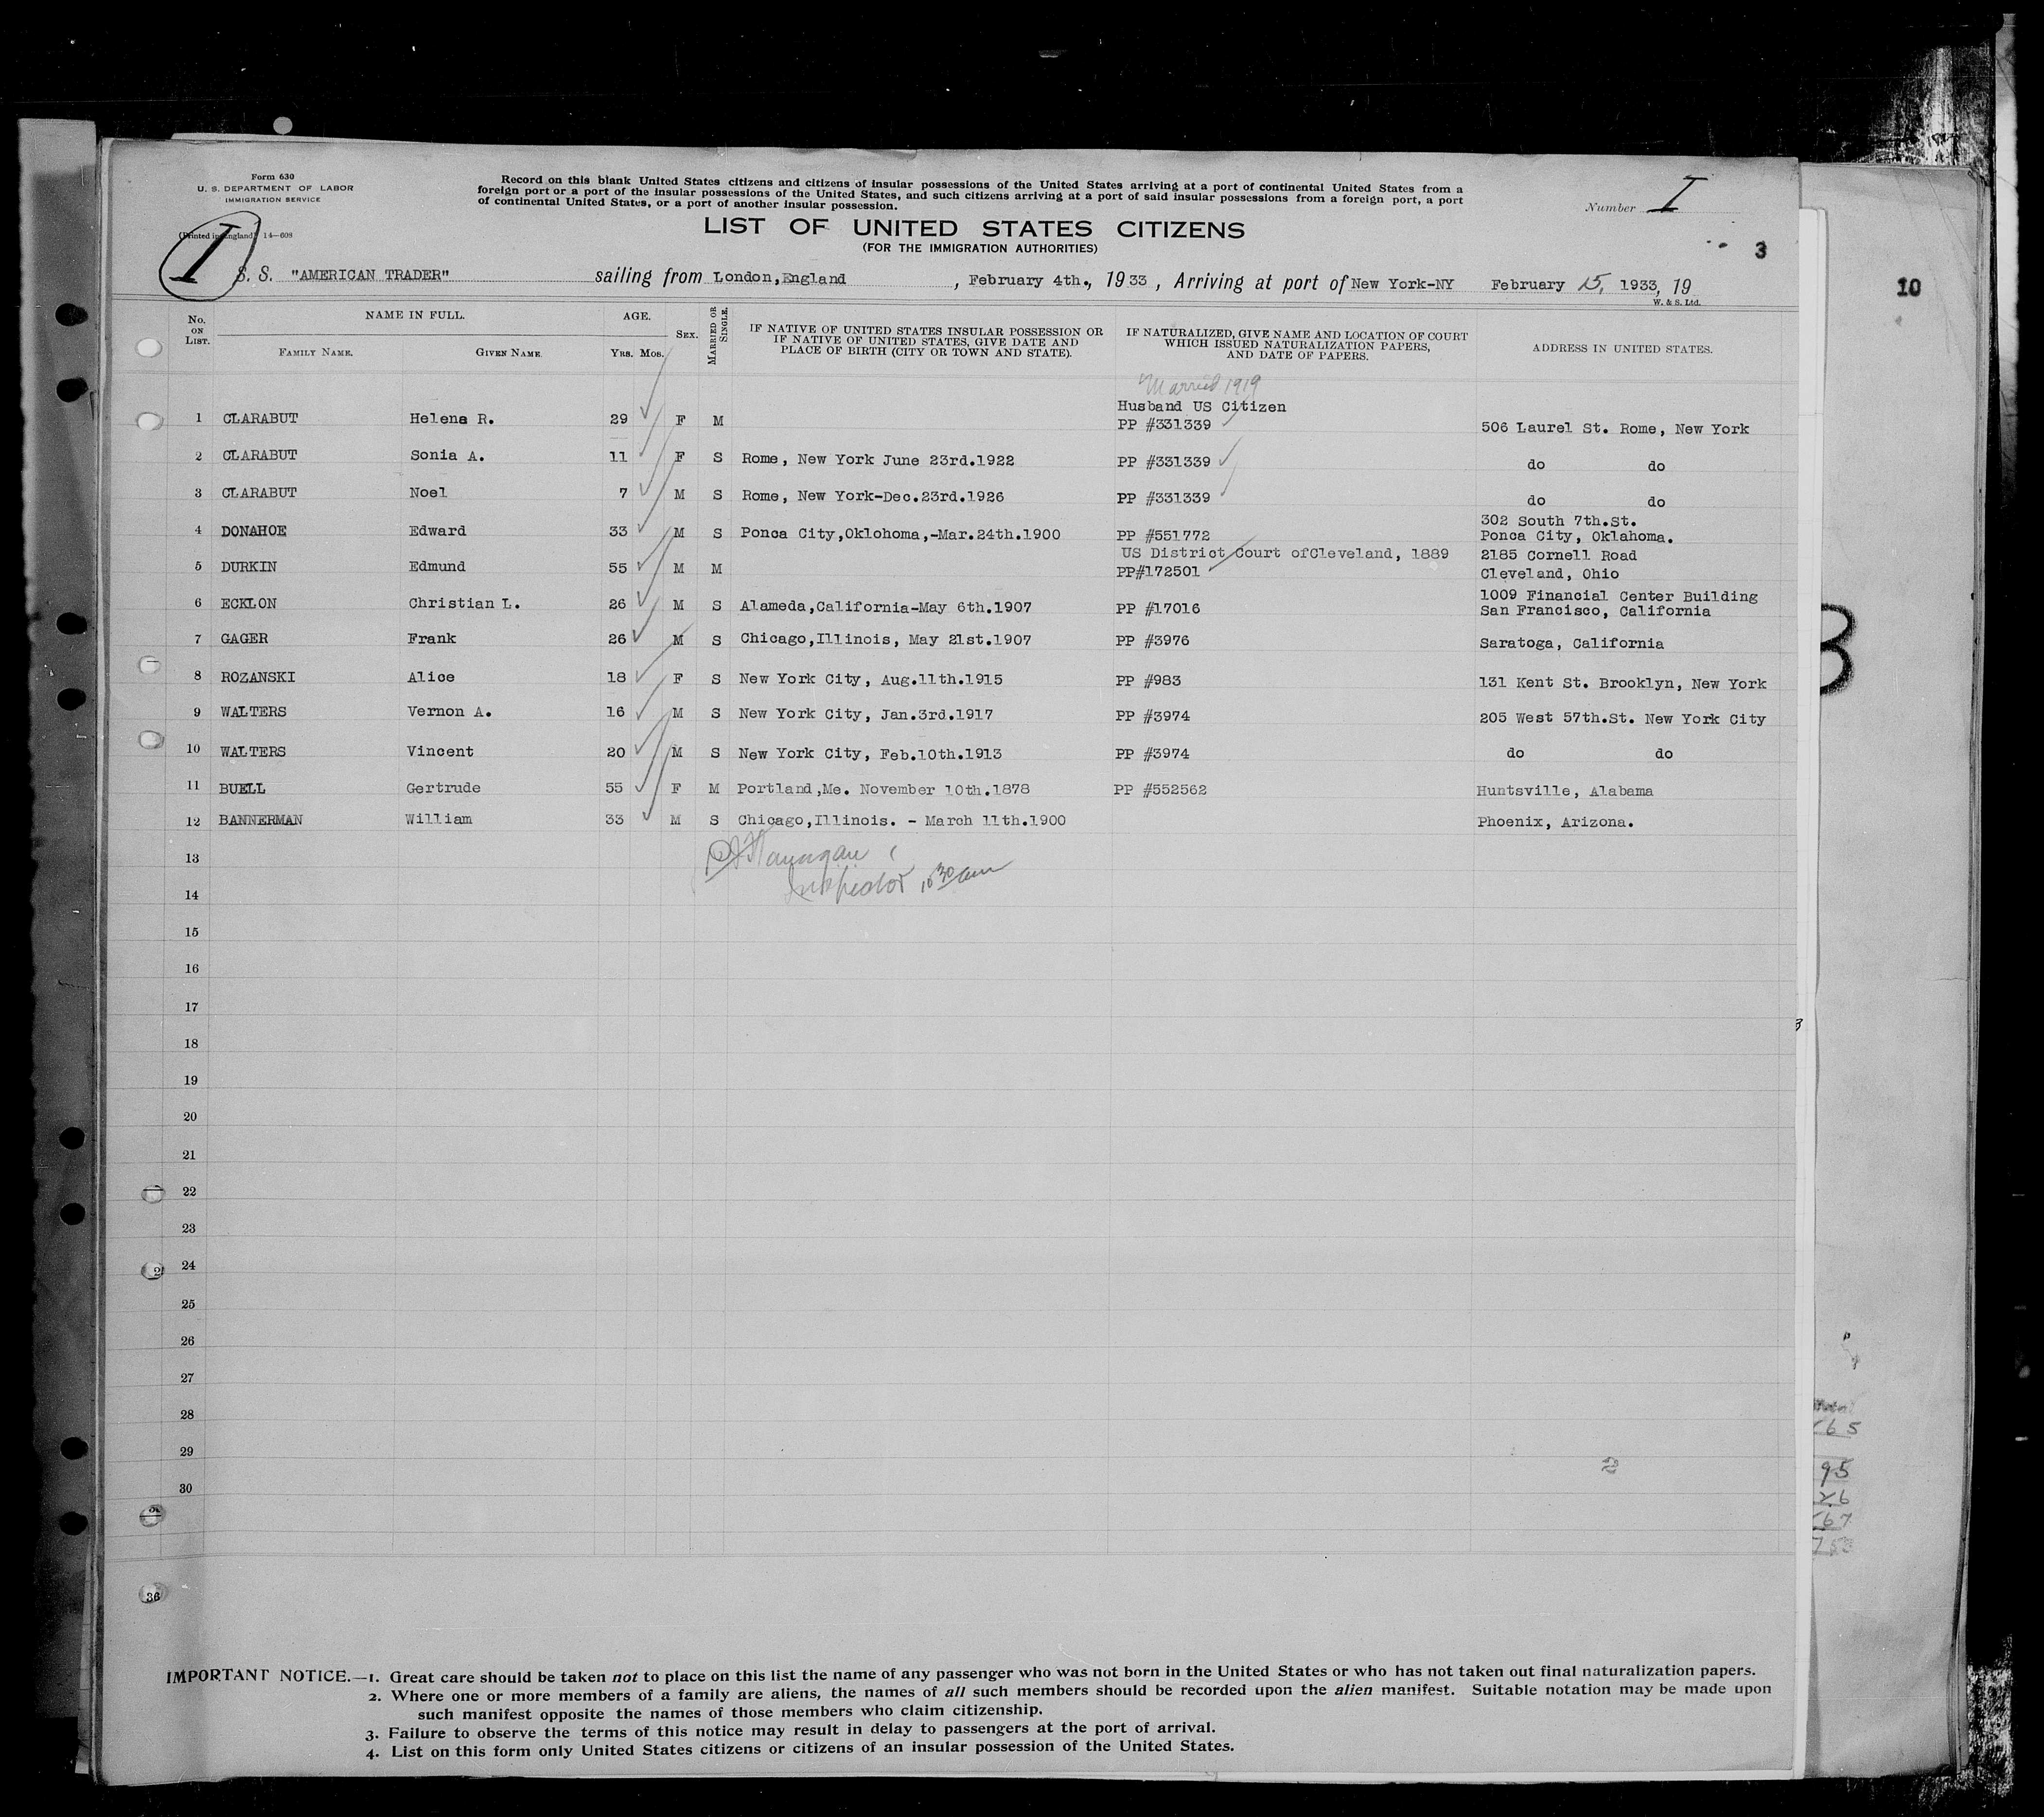 Form 630
U. S. DEPARTMENT OF LABOR
IMMIGRATION SERVICE
(Printed in England) 14—608
Record on this blank United States citizens and citizens of insular possessions of the United States arriving at a port of continental United States from a
foreign port or a port of the insular possessions of the United States, and such citizens arriving at a port of said insular possessions from a foreign port, a port
of continental United States, or a port of another insular possession.
Number I
LIST OF UNITED STATES CITIZENS
(FOR THE IMMIGRATION AUTHORITIES)
3
10
I
S. S. "AMERICAN TRADER" sailing from London,England , February 4th., 1933 , Arriving at port of New York-NY February 15, 1933, 19
W. & S. Ltd.
No. ON LIST. NAME IN FULL. FAMILY NAME. GIVEN NAME. AGE. YRS. MOS. SEX. MARRIED OR SINGLE. IF NATIVE OF UNITED STATES INSULAR POSSESSION OR IF NATIVE OF UNITED STATES, GIVE DATE AND PLACE OF BIRTH (CITY OR TOWN AND STATE). IF NATURALIZED, GIVE NAME AND LOCATION OF COURT WHICH ISSUED NATURALIZATION PAPERS, AND DATE OF PAPERS. ADDRESS IN UNITED STATES.
Married 1919
Husband US Citizen
1 CLARABUT Helena R. 29 F M PP #331339 506 Laurel St. Rome, New York
2 CLARABUT Sonia A. 11 F S Rome, New York June 23rd.1922 PP #331339 do do
3 CLARABUT Noel 7 M S Rome, New York-Dec.23rd.1926 PP #331339 do do
302 South 7th.St.
4 DONAHOE Edward 33 M S Ponca City,Oklohoma,-Mar.24th.1900 PP #551772 Ponca City, Oklahoma.
US District Court ofCleveland, 1889 2185 Cornell Road
5 DURKIN Edmund 55 M M PP#172501 Cleveland, Ohio
1009 Financial Center Building
6 ECKLON Christian L. 26 M S Alameda,California-May 6th.1907 PP #17016 San Francisco, California
7 GAGER Frank 26 M S Chicago,Illinois, May 21st.1907 PP #3976 Saratoga, California
8 ROZANSKI Alice 18 F S New York City, Aug.11th.1915 PP #983 131 Kent St. Brooklyn, New York
9 WALTERS Vernon A. 16 M S New York City, Jan.3rd.1917 PP #3974 205 West 57th.St. New York City
10 WALTERS Vincent 20 M S New York City, Feb.10th.1913 PP #3974 do do
11 BUELL Gertrude 55 F M Portland,Me. November 10th.1878 PP #552562 Huntsville, Alabama
12 BANNERMAN William 33 M S Chicago,Illinois. - March 11th.1900 Phoenix, Arizona.
13
Inspector 10 30 am
14
15
16
17
18
19
20
21
22
23
24
25
26
27
28
29
30
36
IMPORTANT NOTICE.—1. Great care should be taken not to place on this list the name of any passenger who was not born in the United States or who has not taken out final naturalization papers.
2. Where one or more members of a family are aliens, the names of all such members should be recorded upon the alien manifest. Suitable notation may be made upon
such manifest opposite the names of those members who claim citizenship.
3. Failure to observe the terms of this notice may result in delay to passengers at the port of arrival.
4. List on this form only United States citizens or citizens of an insular possession of the United States.